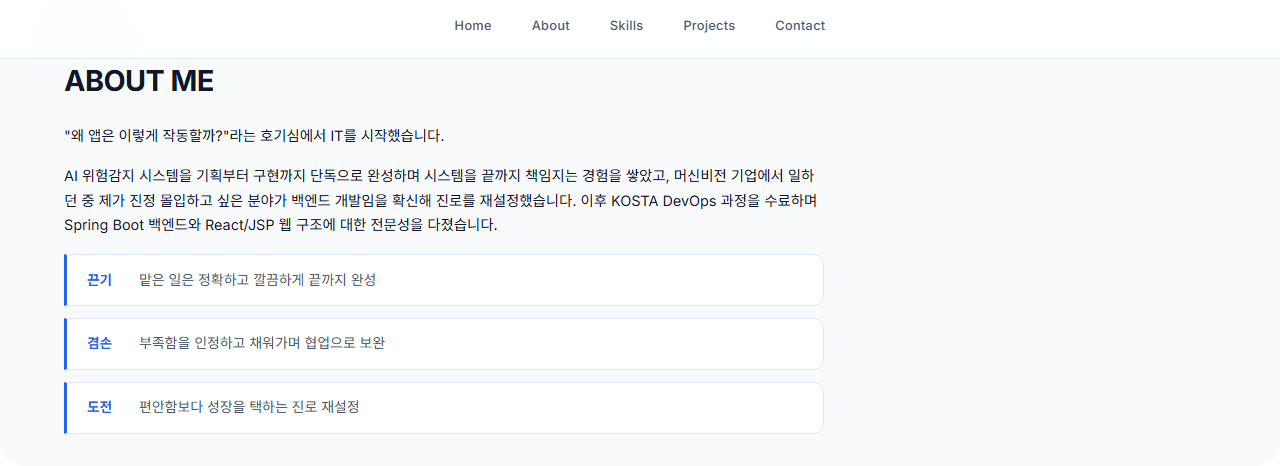 Home About Skills Projects Contact
ABOUT ME
"왜 앱은 이렇게 작동할까?"라는 호기심에서 IT를 시작했습니다.
AI 위험감지 시스템을 기획부터 구현까지 단독으로 완성하며 시스템을 끝까지 책임지는 경험을 쌓았고, 머신비전 기업에서 일하
던 중 제가 진정 몰입하고 싶은 분야가 백엔드 개발임을 확신해 진로를 재설정했습니다. 이후 KOSTA DevOps 과정을 수료하며
Spring Boot 백엔드와 React/JSP 웹 구조에 대한 전문성을 다졌습니다.
끈기 맡은 일은 정확하고 깔끔하게 끝까지 완성
겸손 부족함을 인정하고 채워가며 협업으로 보완
도전 편안함보다 성장을 택하는 진로 재설정